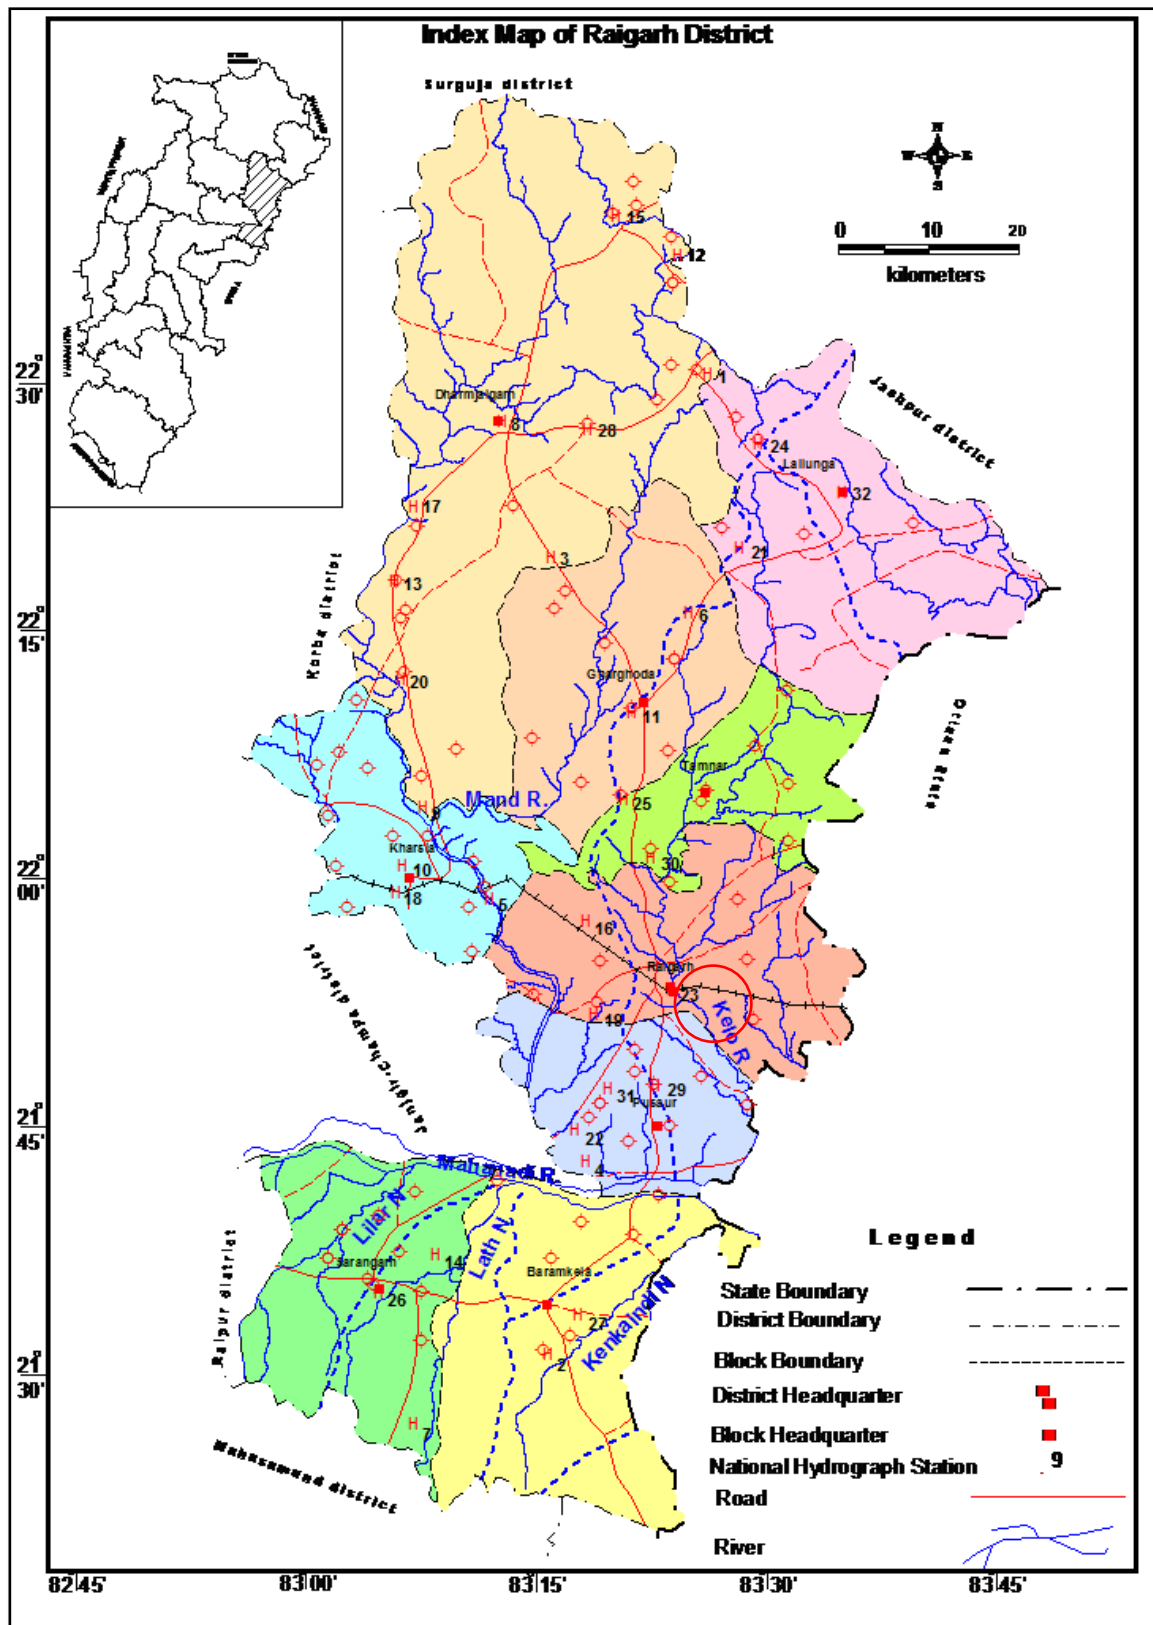 Index Map of Raigarh District
Surguja district
N
W E
S
0 10 20
kilometers
15
12
22°
30'
1
Dharmjaigarh
8
28
Jashpur district
24
Lailunga
32
17
21
3
13
Korba district
22°
15'
6
20
Gharghoda
11
Orissa State
Tamnar
Mand R.
25
9
Kharsia
30
10
22°
00'
18
5
16
Raigarh
23
Janjgir-Champa district
19
Kelo R
31
29
Pussaur
21°
45'
22
4
Mahanadi R.
Lilar N
Lath N
Raipur district
14
Sarangarh
Baramkela
26
27
Kenkaindi N
2
21°
30'
7
Mahasamund district
Legend
State Boundary
District Boundary
Block Boundary
District Headquarter
Block Headquarter
National Hydrograph Station 9
Road
River
82°45' 83°00' 83°15' 83°30' 83°45'